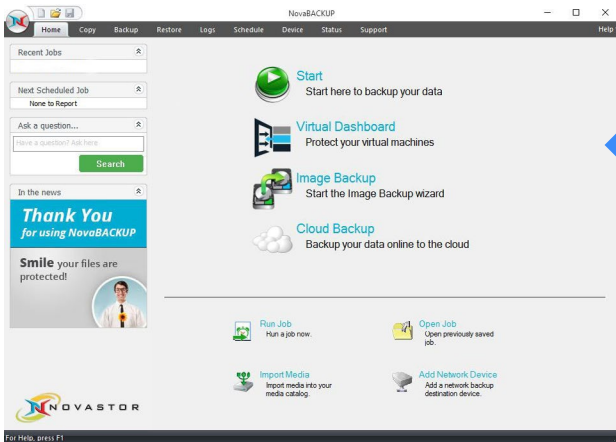 NovaBACKUP
Home Copy Backup Restore Logs Schedule Device Status Support Help
Recent Jobs
Next Scheduled Job
None to Report
Ask a question...
Have a question? Ask here
Search
In the news
Thank You
for using NovaBACKUP
Smile your files are
protected!
NOVASTOR
Start
Start here to backup your data
Virtual Dashboard
Protect your virtual machines
Image Backup
Start the Image Backup wizard
Cloud Backup
Backup your data online to the cloud
Run Job
Run a job now.
Open Job
Open previously saved
job.
Import Media
Import media into your
media catalog.
Add Network Device
Add a network backup
destination device.
For Help, press F1